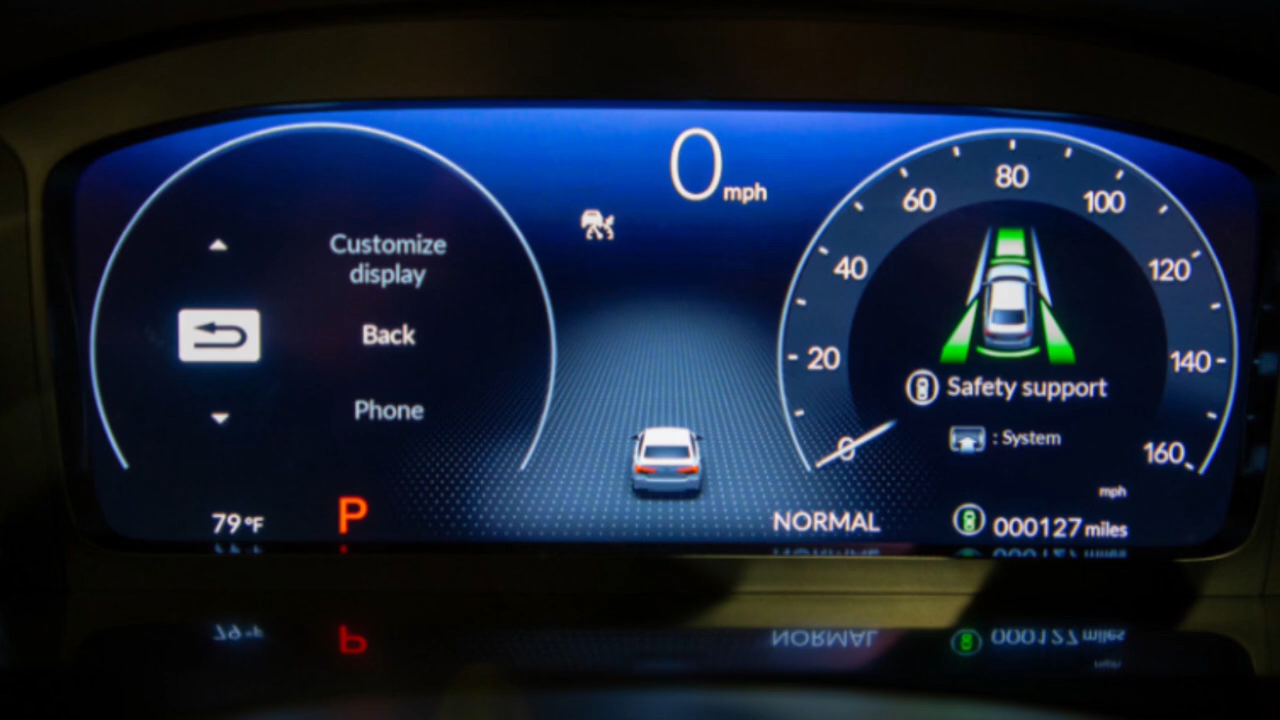 0 mph
Customize
display
Back
Phone
79°F
P
0
20
40
60
80
100
120
140
160
mph
Safety support
: System
NORMAL
000127 miles